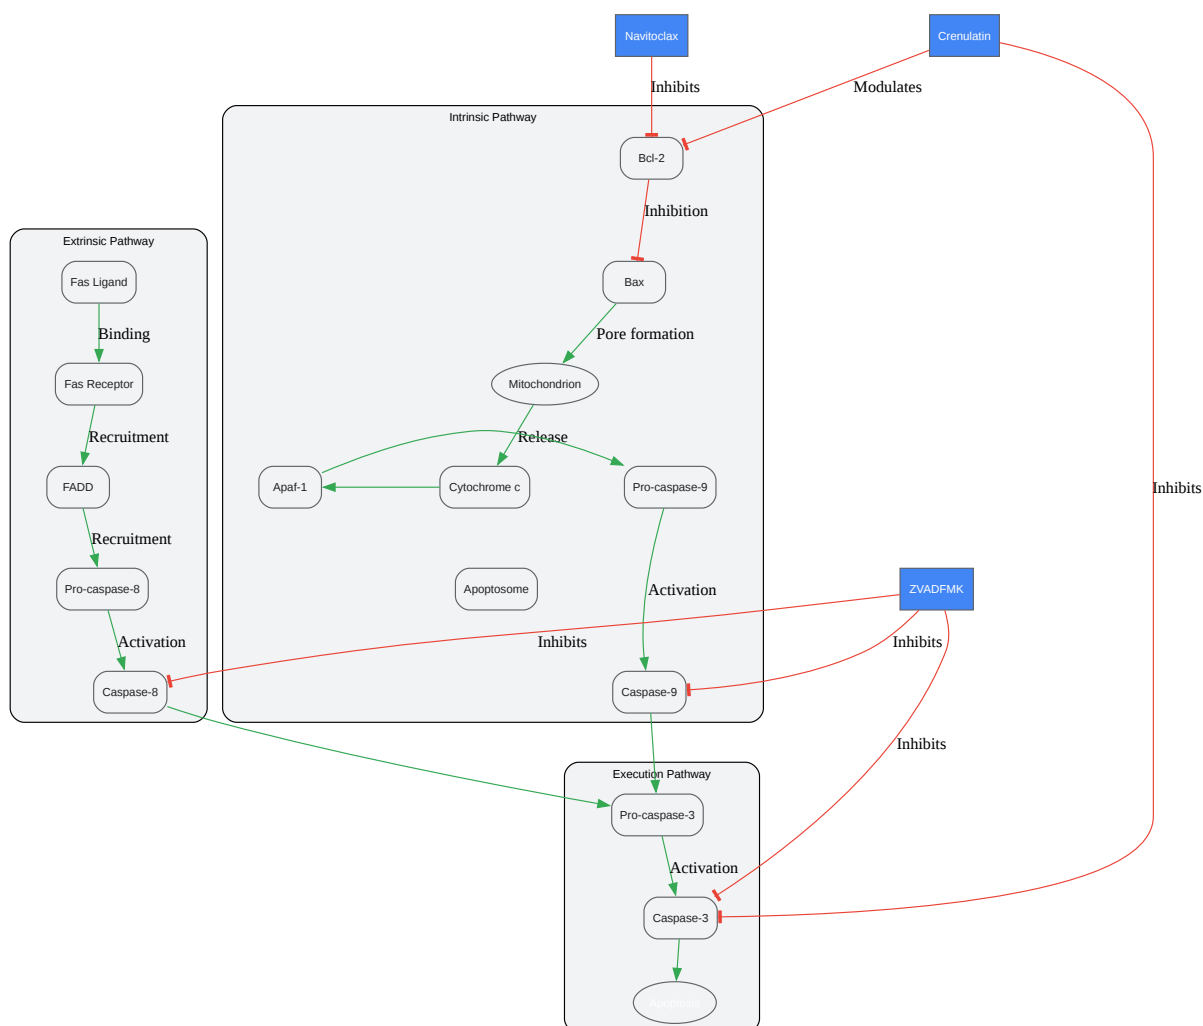 Navitoclax
Crenulatin
Inhibits
Modulates
Intrinsic Pathway
Bcl-2
Inhibition
Extrinsic Pathway
Fas Ligand
Bax
Binding
Pore formation
Fas Receptor
Mitochondrion
Recruitment
Release
FADD
Apaf-1
Cytochrome c
Pro-caspase-9
Inhibits
Recruitment
Pro-caspase-8
Apoptosome
Activation
ZVADFMK
Activation
Inhibits
Inhibits
Caspase-8
Caspase-9
Inhibits
Execution Pathway
Pro-caspase-3
Activation
Caspase-3
Apoptosis